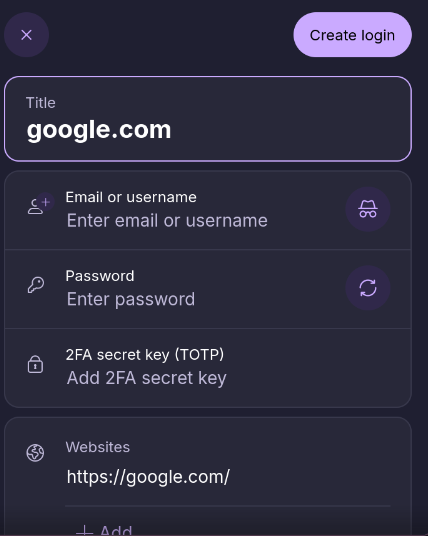 Create login
Title
google.com
Email or username
Enter email or username
Password
Enter password
2FA secret key (TOTP)
Add 2FA secret key
Websites
https://google.com/
Add